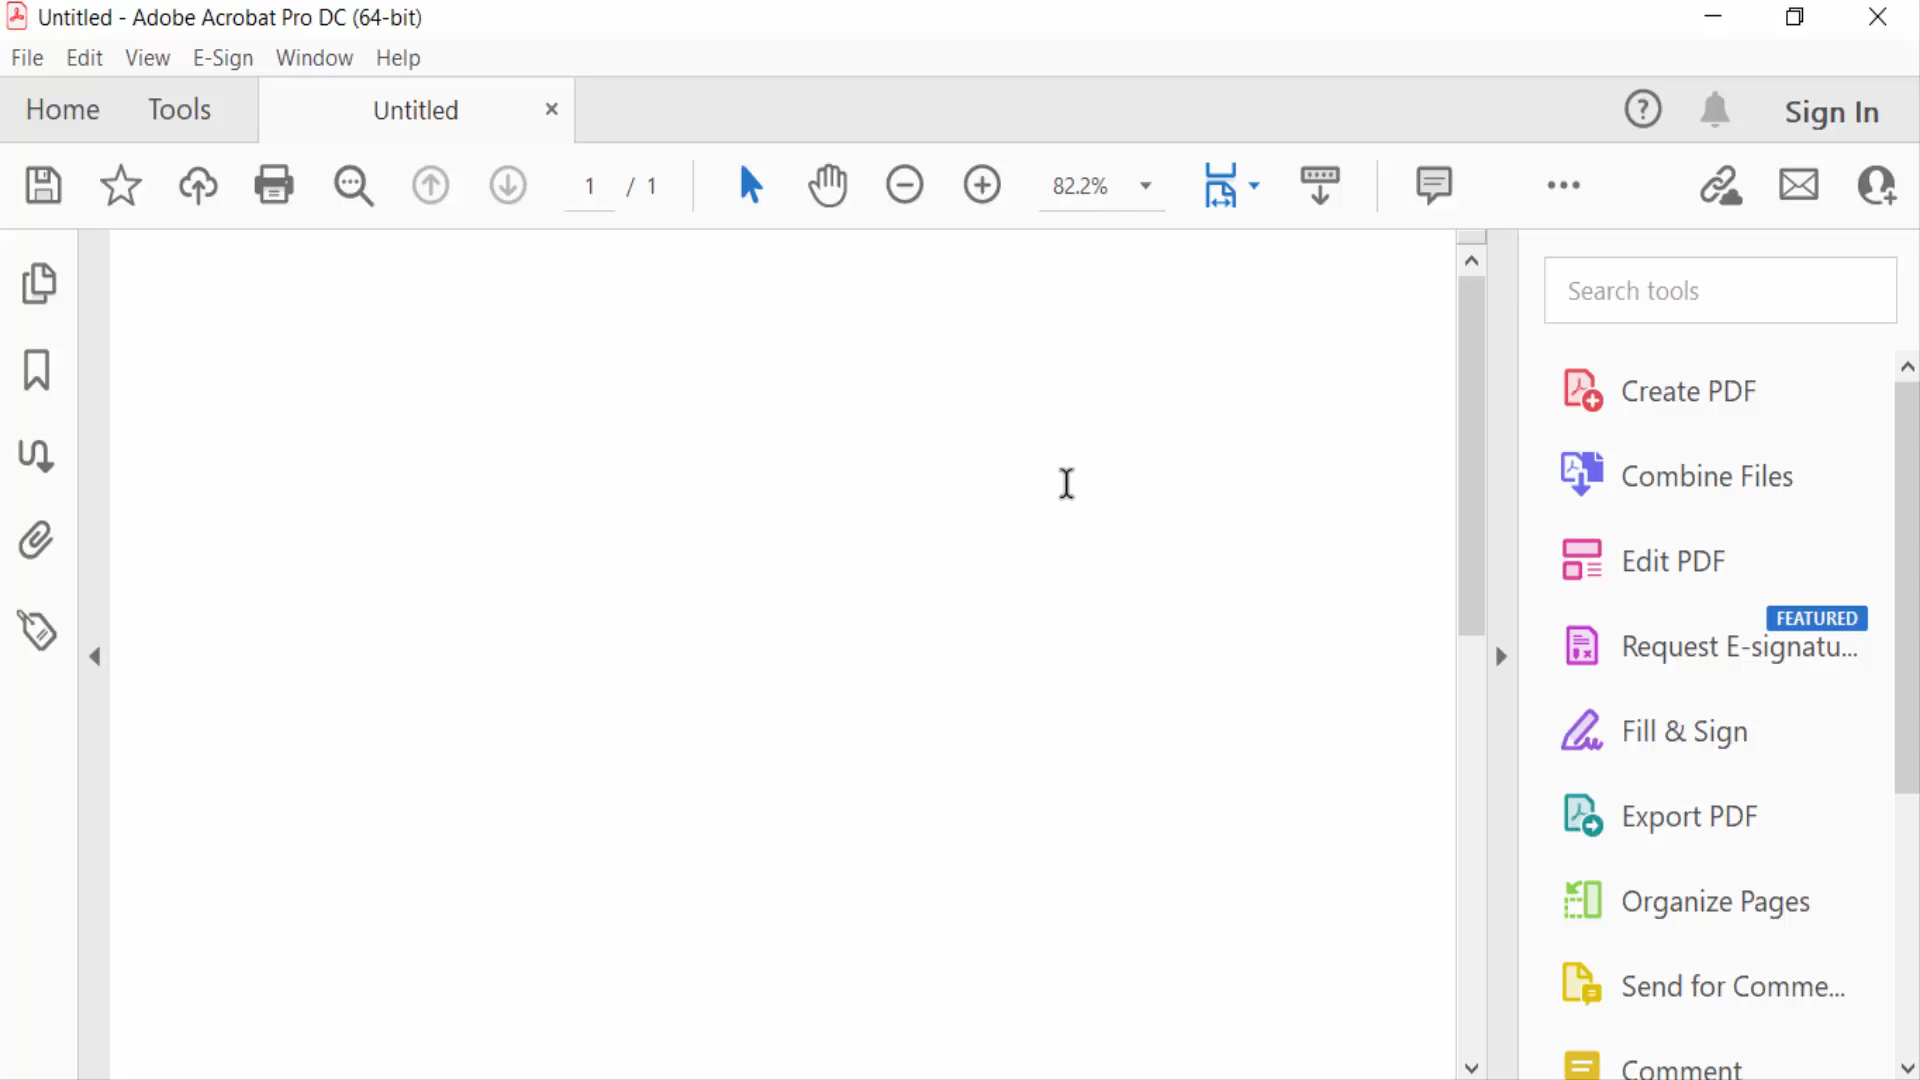 Untitled - Adobe Acrobat Pro DC (64-bit)
File Edit View E-Sign Window Help
Home Tools Untitled Sign In
1 / 1 82.2%
Search tools
Create PDF
Combine Files
Edit PDF
FEATURED
Request E-signatu...
Fill & Sign
Export PDF
Organize Pages
Send for Comme...
Comment